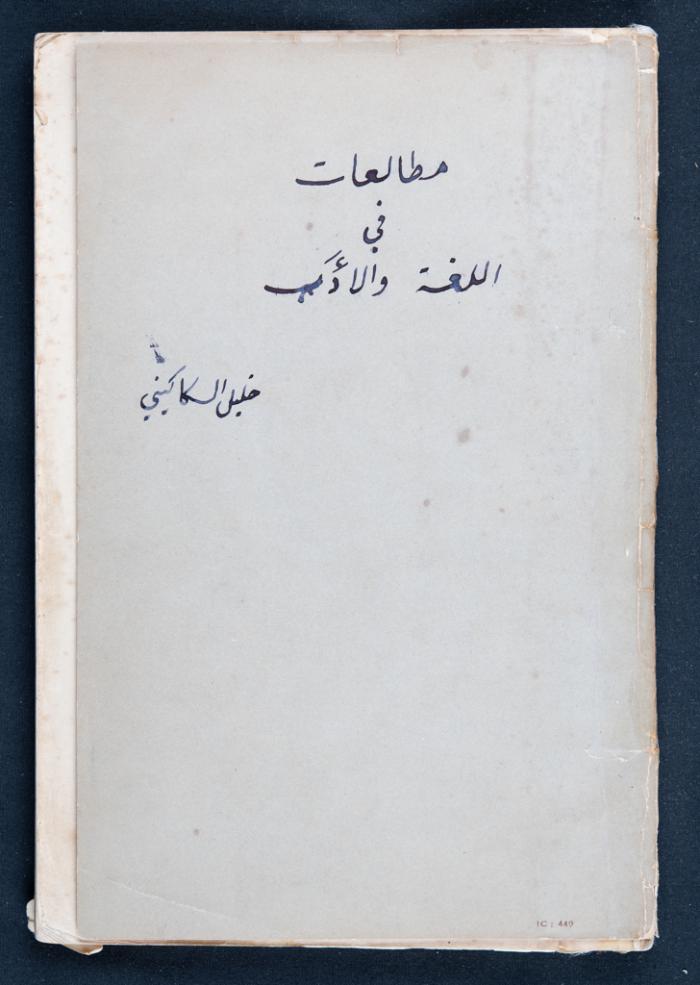 مطالعات
في
اللغة والأدب
خليل السكاكيني
IC : 449